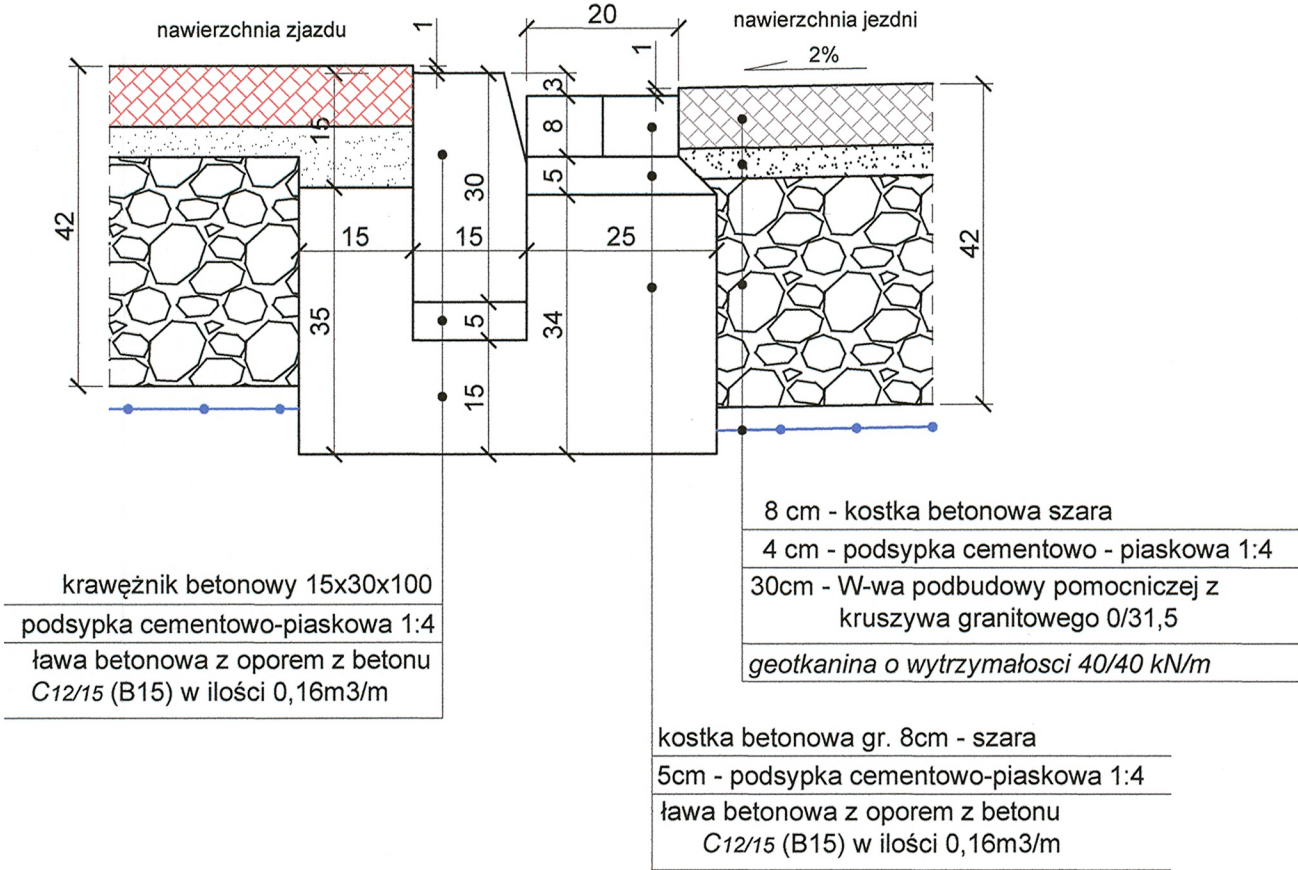 nawierzchnia zjazdu
nawierzchnia jezdni
1
20
1
2%
3
8
5
15
30
42
42
15
15
25
35
5
34
15
8 cm - kostka betonowa szara
4 cm - podsypka cementowo - piaskowa 1:4
30cm - W-wa podbudowy pomocniczej z
kruszywa granitowego 0/31,5
geotkanina o wytrzymałosci 40/40 kN/m
krawężnik betonowy 15x30x100
podsypka cementowo-piaskowa 1:4
ława betonowa z oporem z betonu
C12/15 (B15) w ilości 0,16m3/m
kostka betonowa gr. 8cm - szara
5cm - podsypka cementowo-piaskowa 1:4
ława betonowa z oporem z betonu
C12/15 (B15) w ilości 0,16m3/m